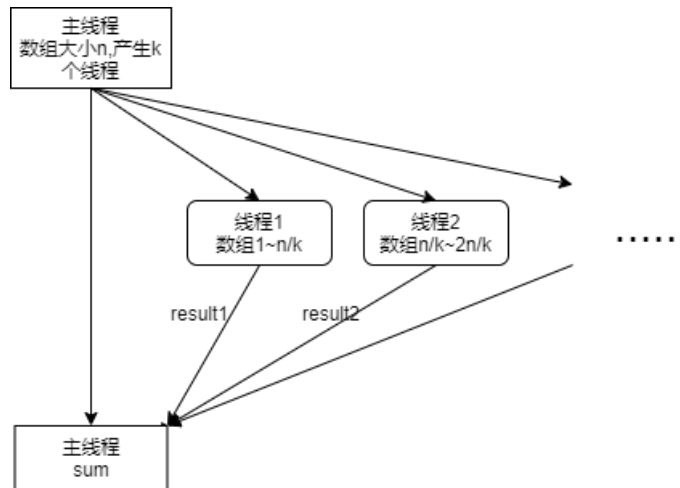 主线程
数组大小n,产生k
个线程
线程1
数组1~n/k
线程2
数组n/k~2n/k
.....
result1
result2
主线程
sum